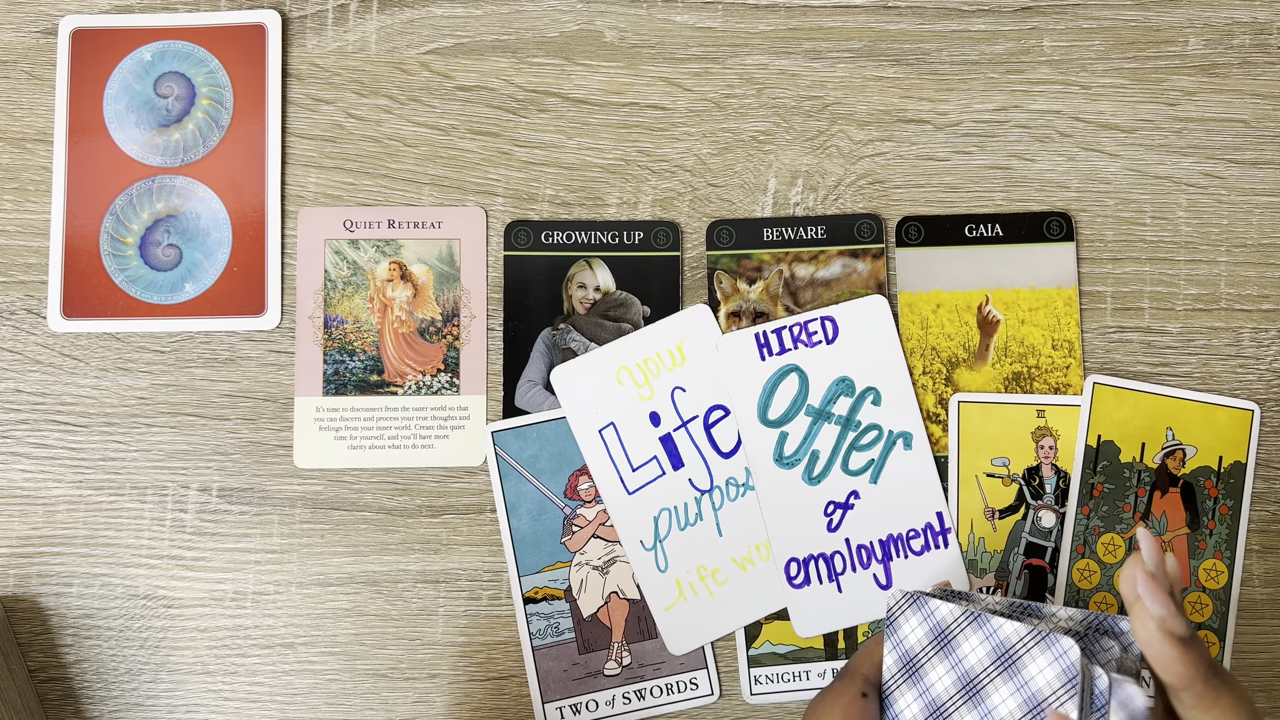 QUIET RETREAT
It's time to disconnect from the outer world so that
you can discern and process your true thoughts and
feelings from your inner world. Create this quiet
time for yourself, and you'll have more
clarity about what to do next.
$ GROWING UP $
$ BEWARE $
$ GAIA $
your
Life
life
HIRED
Offer
of
employment
VII
TWO of SWORDS
KNIGHT of